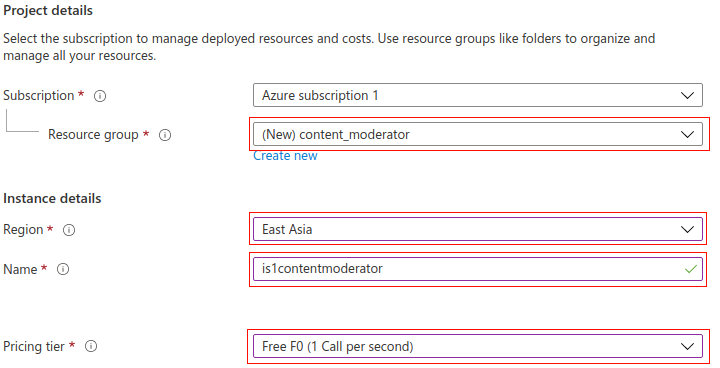 Project details
Select the subscription to manage deployed resources and costs. Use resource groups like folders to organize and
manage all your resources.
Subscription *
Azure subscription 1
Resource group *
(New) content_moderator
Create new
Instance details
Region *
East Asia
Name *
is1contentmoderator
Pricing tier *
Free F0 (1 Call per second)